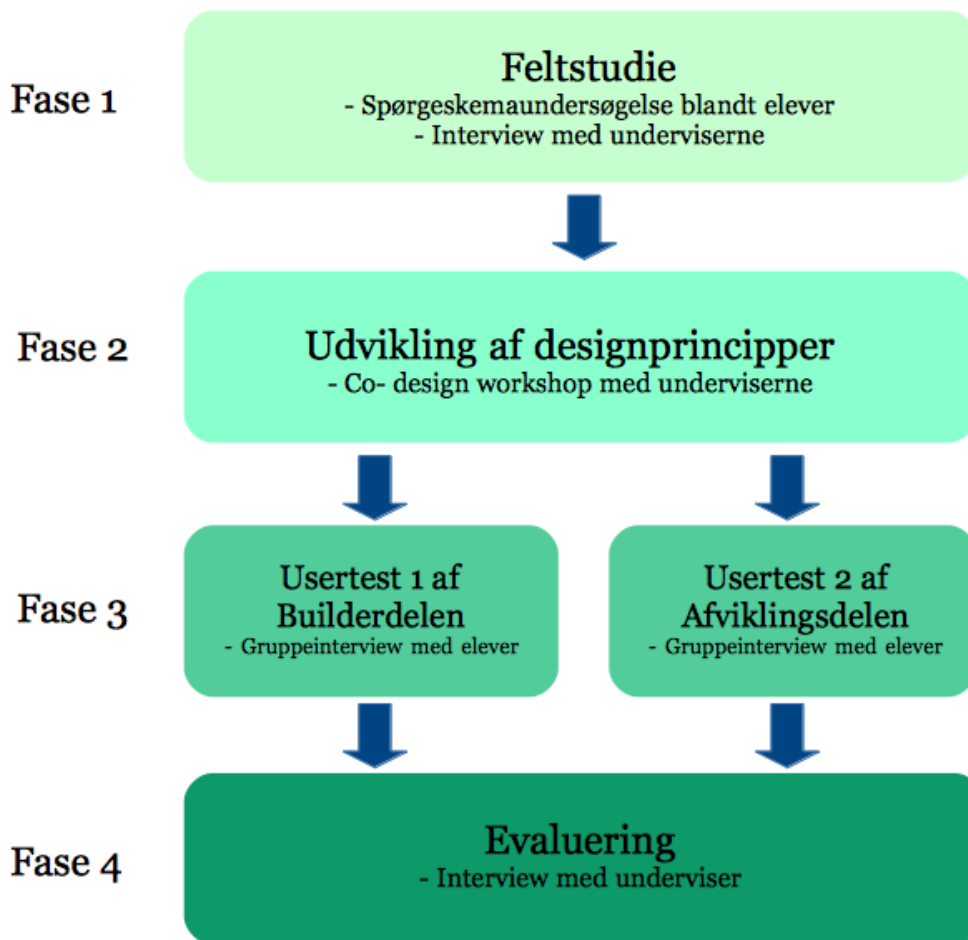 Fase 1
Feltstudie
- Spørgeskemaundersøgelse blandt elever
- Interview med underviserne
Fase 2
Udvikling af designprincipper
- Co- design workshop med underviserne
Fase 3
Usertest 1 af
Builderdelen
- Gruppeinterview med elever
Usertest 2 af
Afviklingsdelen
- Gruppeinterview med elever
Fase 4
Evaluering
- Interview med underviser